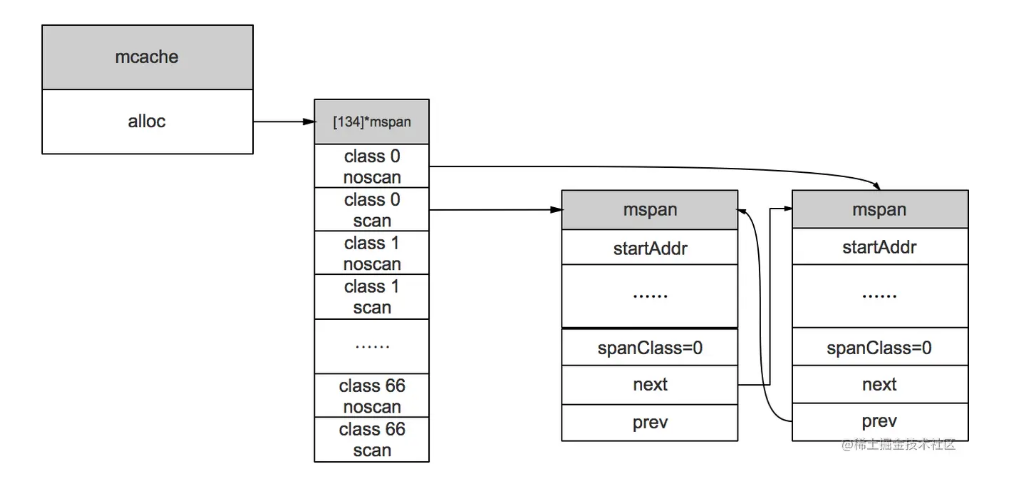 mcache
alloc
[134]*mspan
class 0
noscan
class 0
scan
class 1
noscan
class 1
scan
......
class 66
noscan
class 66
scan
mspan
startAddr
......
spanClass=0
next
prev
mspan
startAddr
......
spanClass=0
next
prev
@稀土掘金技术社区